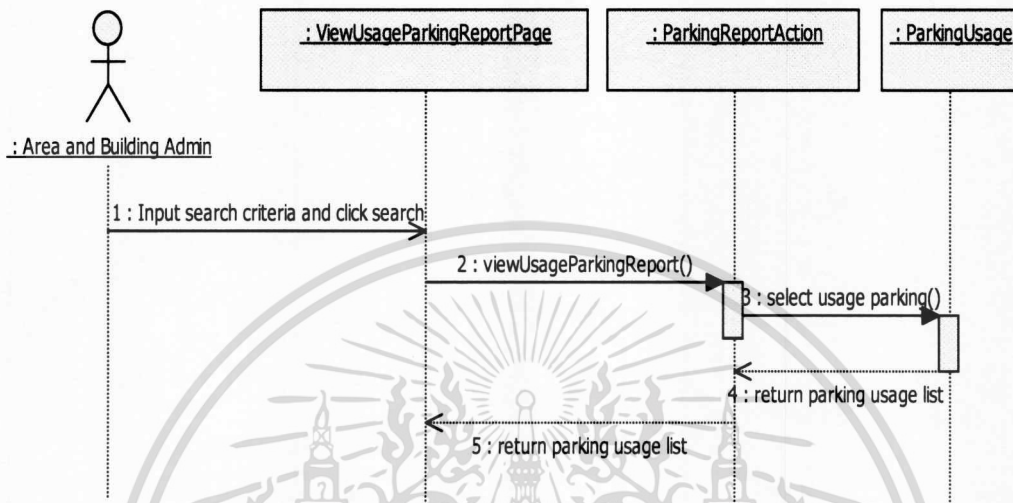 : ViewUsageParkingReportPage
: ParkingReportAction
: ParkingUsage
: Area and Building Admin
1 : Input search criteria and click search
2 : viewUsageParkingReport()
3 : select usage parking()
4 : return parking usage list
5 : return parking usage list